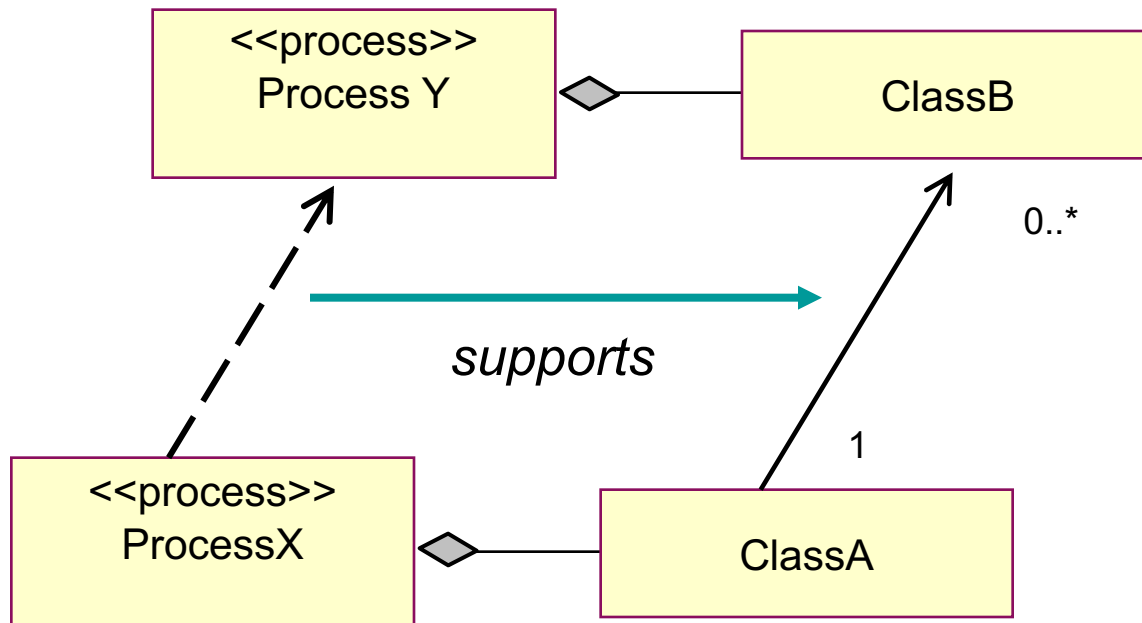 <<process>>
Process Y
ClassB
0..*
supports
1
<<process>>
ProcessX
ClassA